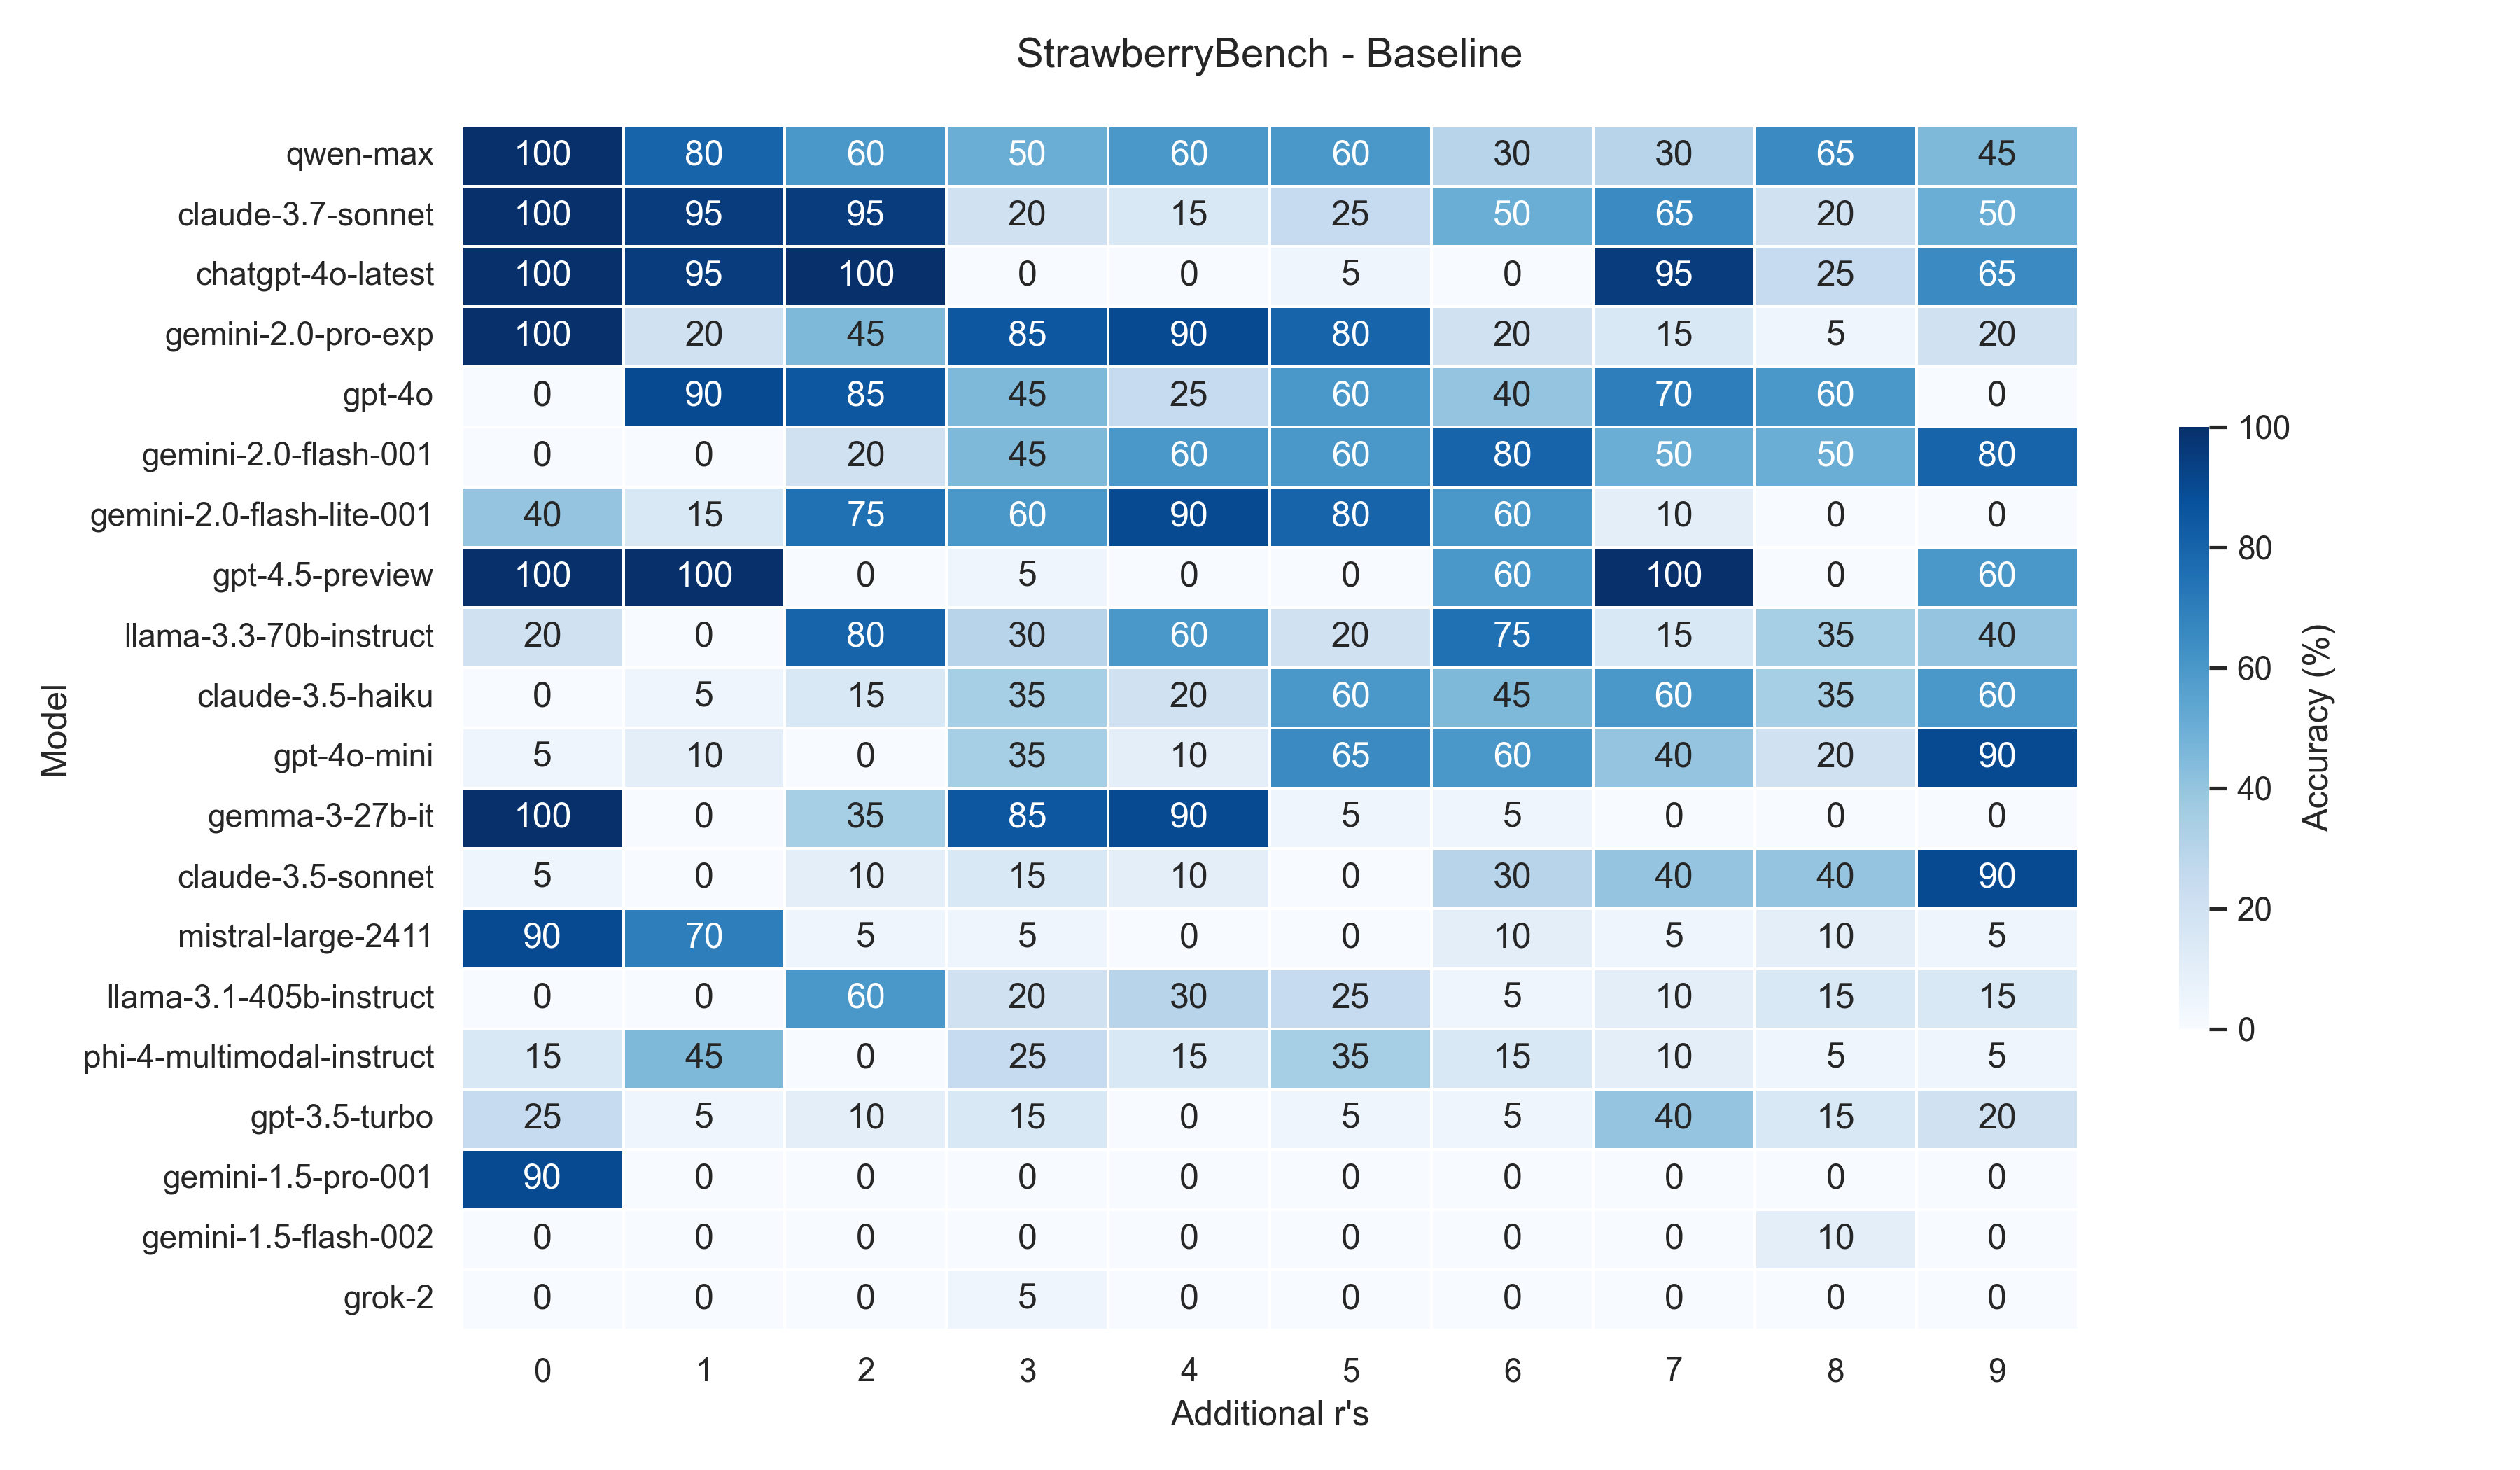 StrawberryBench - Baseline
qwen-max 100 80 60 50 60 60 30 30 65 45
claude-3.7-sonnet 100 95 95 20 15 25 50 65 20 50
chatgpt-4o-latest 100 95 100 0 0 5 0 95 25 65
gemini-2.0-pro-exp 100 20 45 85 90 80 20 15 5 20
gpt-4o 0 90 85 45 25 60 40 70 60 0
gemini-2.0-flash-001 0 0 20 45 60 60 80 50 50 80
gemini-2.0-flash-lite-001 40 15 75 60 90 80 60 10 0 0
gpt-4.5-preview 100 100 0 5 0 0 60 100 0 60
llama-3.3-70b-instruct 20 0 80 30 60 20 75 15 35 40
claude-3.5-haiku 0 5 15 35 20 60 45 60 35 60
gpt-4o-mini 5 10 0 35 10 65 60 40 20 90
gemma-3-27b-it 100 0 35 85 90 5 5 0 0 0
claude-3.5-sonnet 5 0 10 15 10 0 30 40 40 90
mistral-large-2411 90 70 5 5 0 0 10 5 10 5
llama-3.1-405b-instruct 0 0 60 20 30 25 5 10 15 15
phi-4-multimodal-instruct 15 45 0 25 15 35 15 10 5 5
gpt-3.5-turbo 25 5 10 15 0 5 5 40 15 20
gemini-1.5-pro-001 90 0 0 0 0 0 0 0 0 0
gemini-1.5-flash-002 0 0 0 0 0 0 0 0 10 0
grok-2 0 0 0 5 0 0 0 0 0 0
0 1 2 3 4 5 6 7 8 9
Additional r's
Model
100
80
60
40
20
0
Accuracy (%)